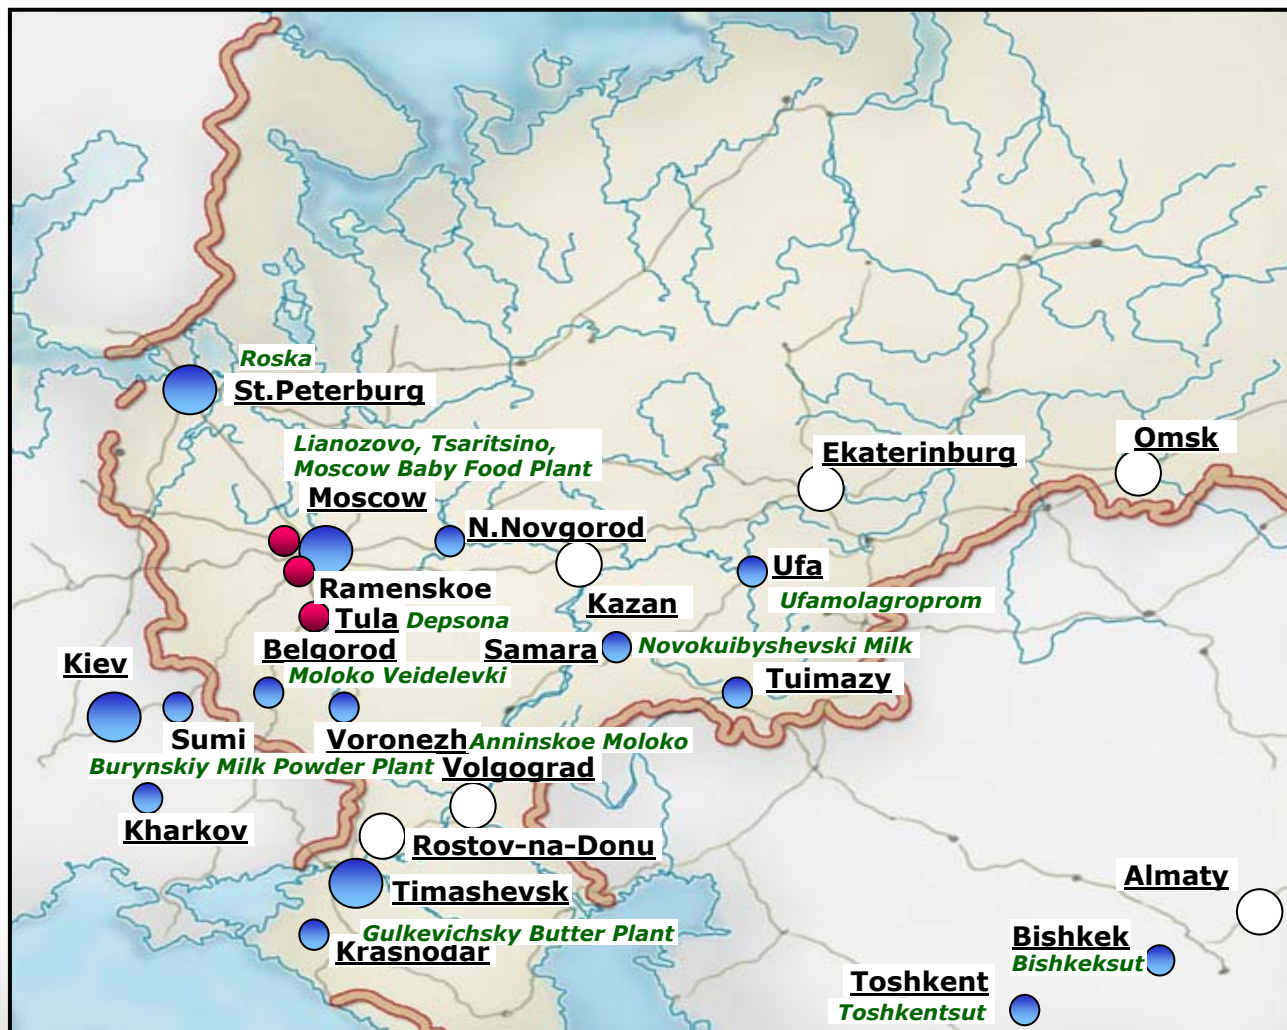 Roska
St.Peterburg
Lianozovo, Tsaritsino,
Moscow Baby Food Plant
Moscow
Ekaterinburg
Omsk
N.Novgorod
Ufa
Ramenskoe
Kazan
Ufamolagroprom
Tula Depsona
Belgorod
Samara Novokuibyshevski Milk
Kiev
Moloko Veidelevki
Tuimazy
Sumi
Voronezh Anninskoe Moloko
Burynskiy Milk Powder Plant
Volgograd
Kharkov
Rostov-na-Donu
Timashevsk
Almaty
Gulkevichsky Butter Plant
Krasnodar
Bishkek
Bishkeksut
Toshkent
Toshkentsut